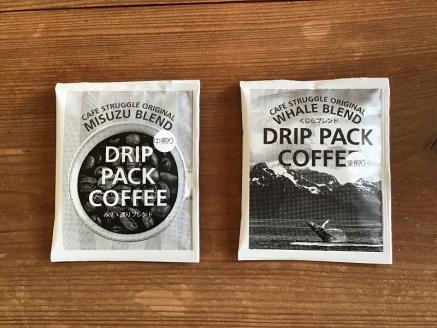 CAFE STRUGGLE ORIGINAL
MISUZU BLEND
中煎り
DRIP
PACK
COFFEE
みすゞ通りブレンド
CAFE STRUGGLE ORIGINAL
WHALE BLEND
くじらブレンド
DRIP PACK
COFFEE
深煎り